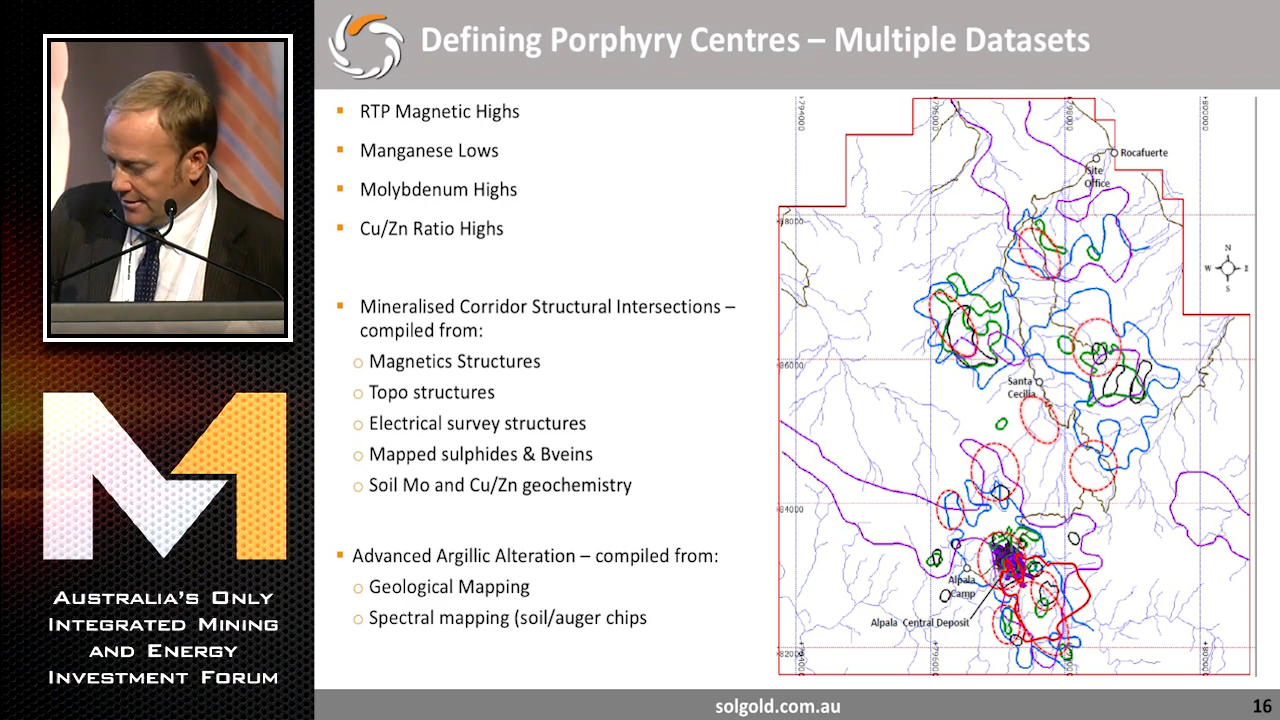 Defining Porphyry Centres – Multiple Datasets
RTP Magnetic Highs
Manganese Lows
Molybdenum Highs
Cu/Zn Ratio Highs
Mineralised Corridor Structural Intersections –
compiled from:
Magnetics Structures
Topo structures
Electrical survey structures
Mapped sulphides & Bveins
Soil Mo and Cu/Zn geochemistry
Advanced Argillic Alteration – compiled from:
Geological Mapping
Spectral mapping (soil/auger chips
Rocafuerte
Site
Office
N
W
E
S
Santa
Cecilia
Alpala
Camp
Alpala Central Deposit
Australia's Only
Integrated Mining
and Energy
Investment Forum
solgold.com.au
16